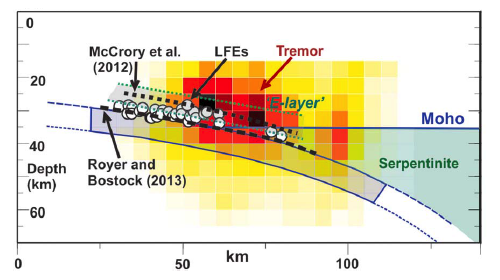 0
McCrory et al.
(2012)
LFEs
Tremor
20
'E-layer'
Moho
Royer and
Bostock (2013)
Serpentinite
40
Depth
(km)
60
0
50
km
100